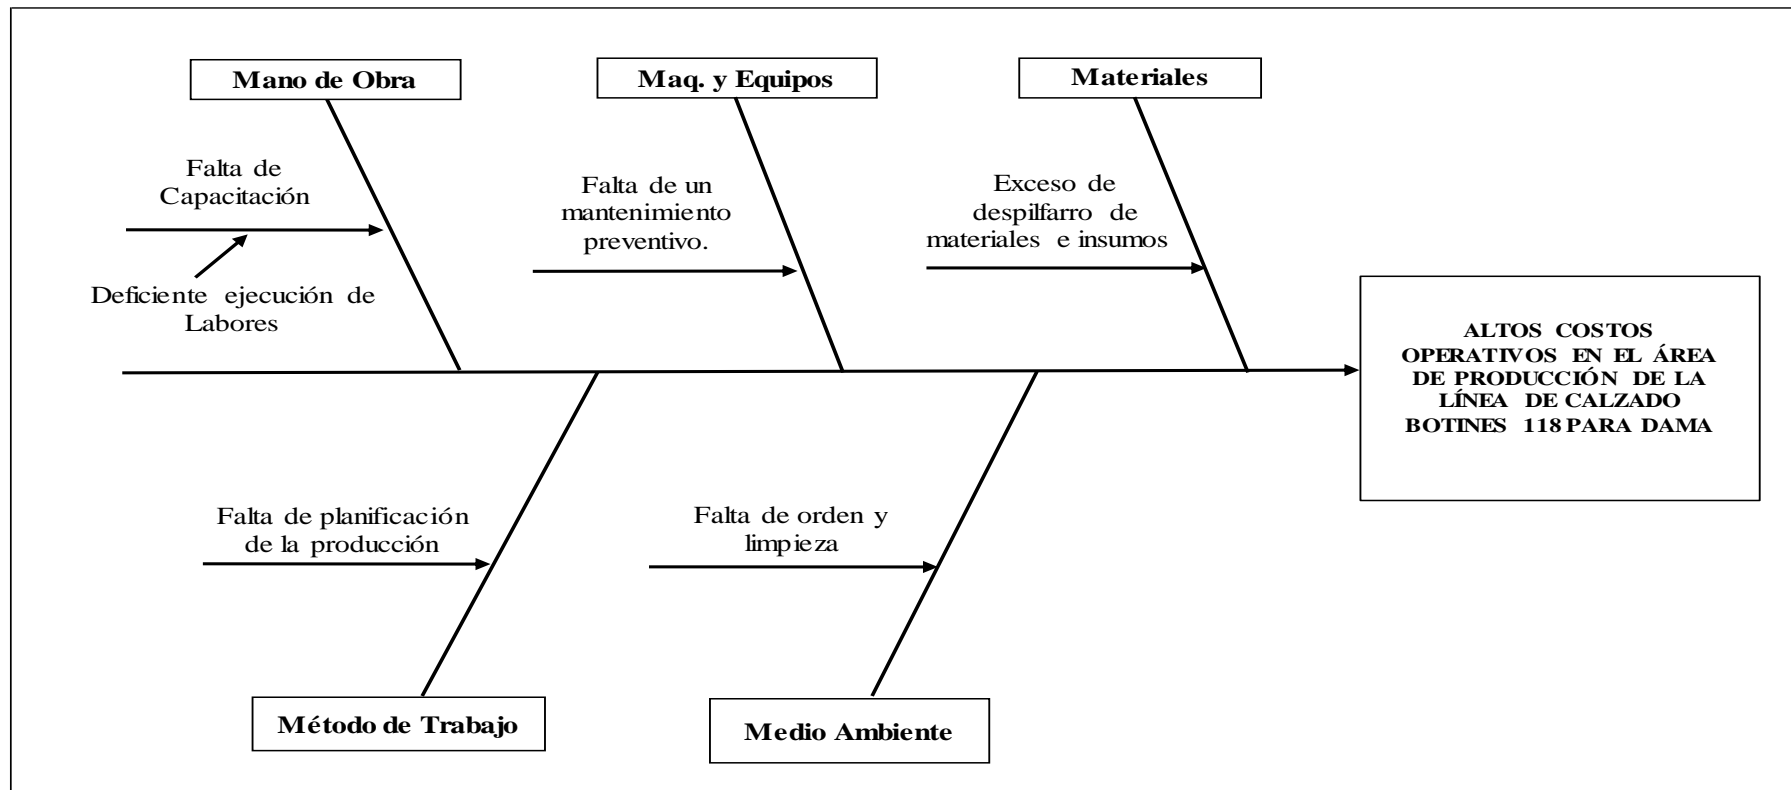 Mano de Obra
Maq. y Equipos
Materiales
Falta de
Capacitación
Deficiente ejecución de
Labores
Falta de un
mantenimiento
preventivo.
Exceso de
despilfarro de
materiales e insumos
ALTOS COSTOS
OPERATIVOS EN EL ÁREA
DE PRODUCCIÓN DE LA
LÍNEA DE CALZADO
BOTINES 118 PARA DAMA
Falta de planificación
de la producción
Falta de orden y
limpieza
Método de Trabajo
Medio Ambiente